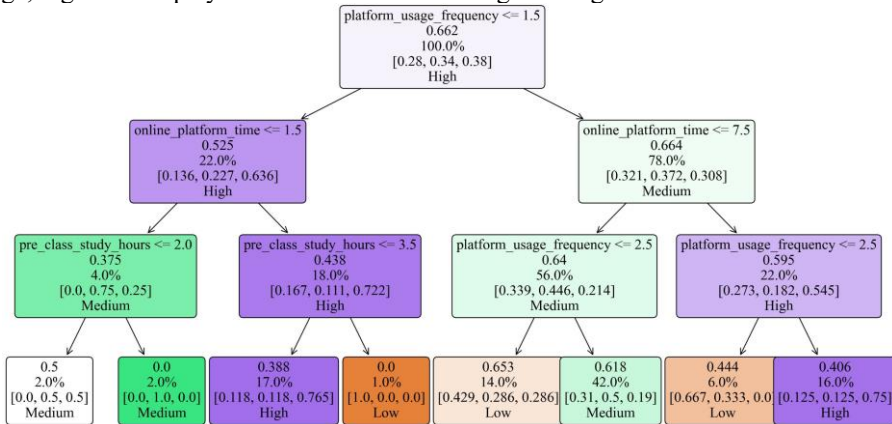 platform_usage_frequency <= 1.5
0.662
100.0%
[0.28, 0.34, 0.38]
High
online_platform_time <= 1.5
0.525
22.0%
[0.136, 0.227, 0.636]
High
online_platform_time <= 7.5
0.664
78.0%
[0.321, 0.372, 0.308]
Medium
pre_class_study_hours <= 2.0
0.375
4.0%
[0.0, 0.75, 0.25]
Medium
pre_class_study_hours <= 3.5
0.438
18.0%
[0.167, 0.111, 0.722]
High
platform_usage_frequency <= 2.5
0.64
56.0%
[0.339, 0.446, 0.214]
Medium
platform_usage_frequency <= 2.5
0.595
22.0%
[0.273, 0.182, 0.545]
High
0.5
2.0%
[0.0, 0.5, 0.5]
Medium
0.0
2.0%
[0.0, 1.0, 0.0]
Medium
0.388
17.0%
[0.118, 0.118, 0.765]
High
0.0
1.0%
[1.0, 0.0, 0.0]
Low
0.653
14.0%
[0.429, 0.286, 0.286]
Low
0.618
42.0%
[0.31, 0.5, 0.19]
Medium
0.444
6.0%
[0.667, 0.333, 0.0]
Low
0.406
16.0%
[0.125, 0.125, 0.75]
High